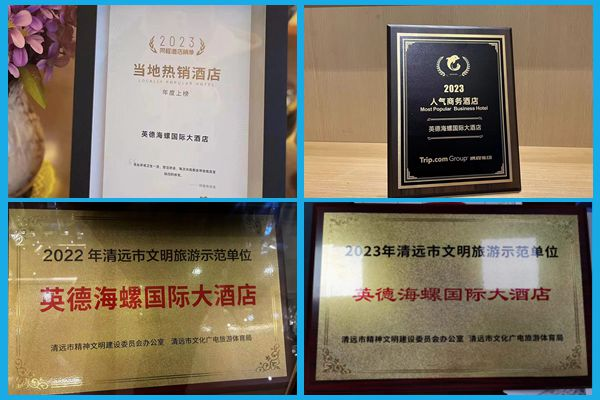 2023
同程酒店榜单
当地热销酒店
LOCALLY POPULAR HOTEL
年度上榜
英德海螺国际大酒店
2023
人气商务酒店
Most Popular Business Hotel
英德海螺国际大酒店
Trip.com Group 携程集团
2022年清远市文明旅游示范单位
英德海螺国际大酒店
清远市精神文明建设委员会办公室 清远市文化广电旅游体育局
2023年清远市文明旅游示范单位
英德海螺国际大酒店
清远市精神文明建设委员会办公室 清远市文化广电旅游体育局